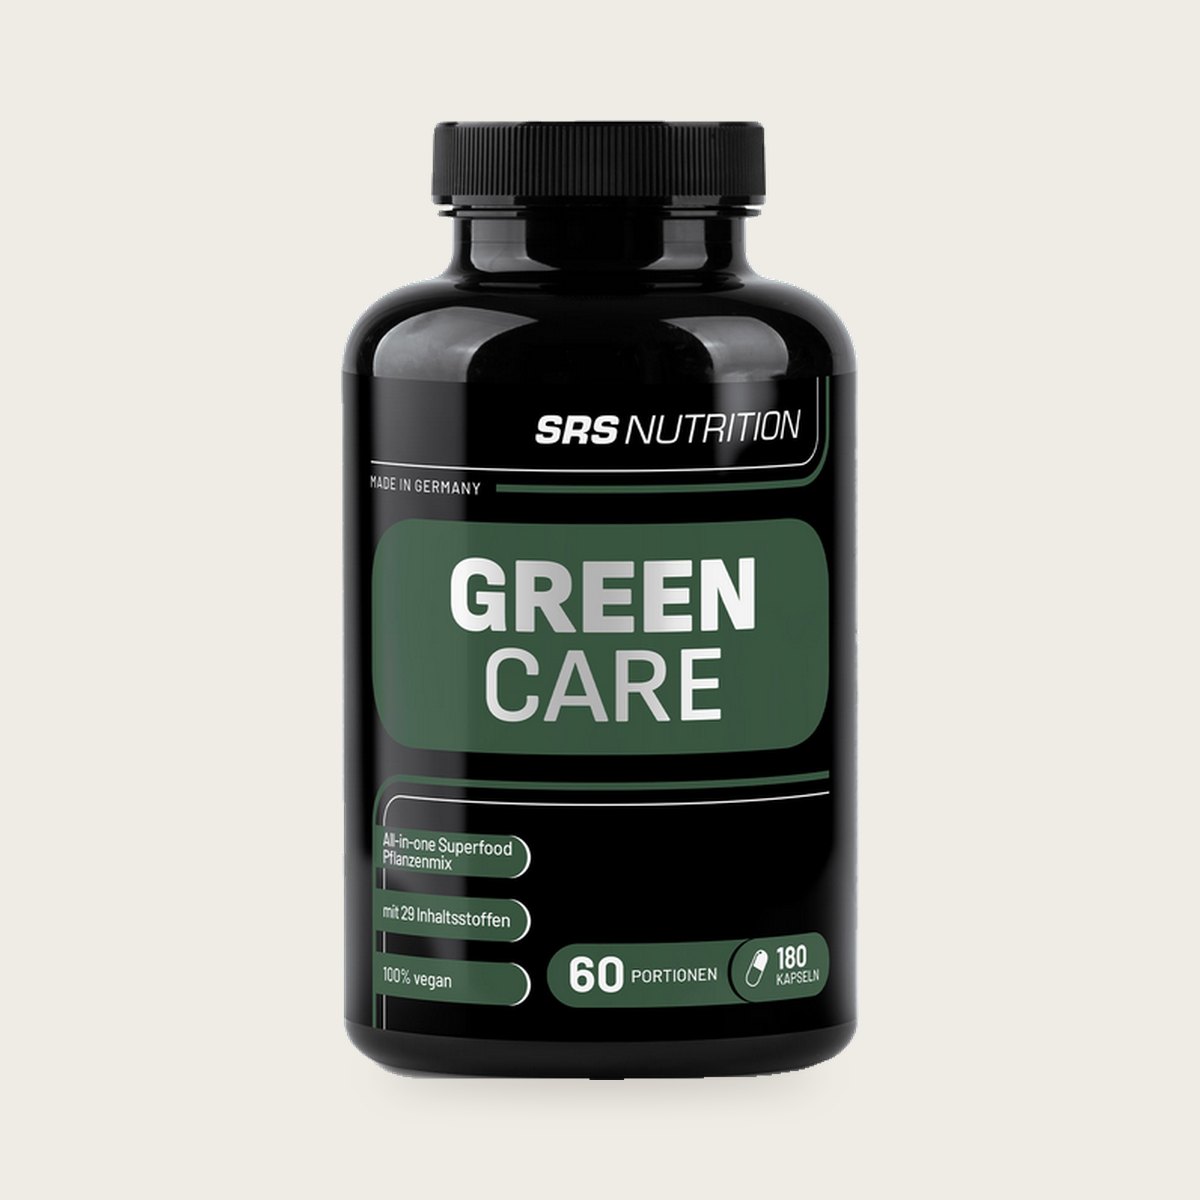 SRS NUTRITION
MADE IN GERMANY
GREEN
CARE
All-in-one Superfood
Pflanzenmix
mit 29 Inhaltsstoffen
100% vegan
60 PORTIONEN
180
KAPSELN